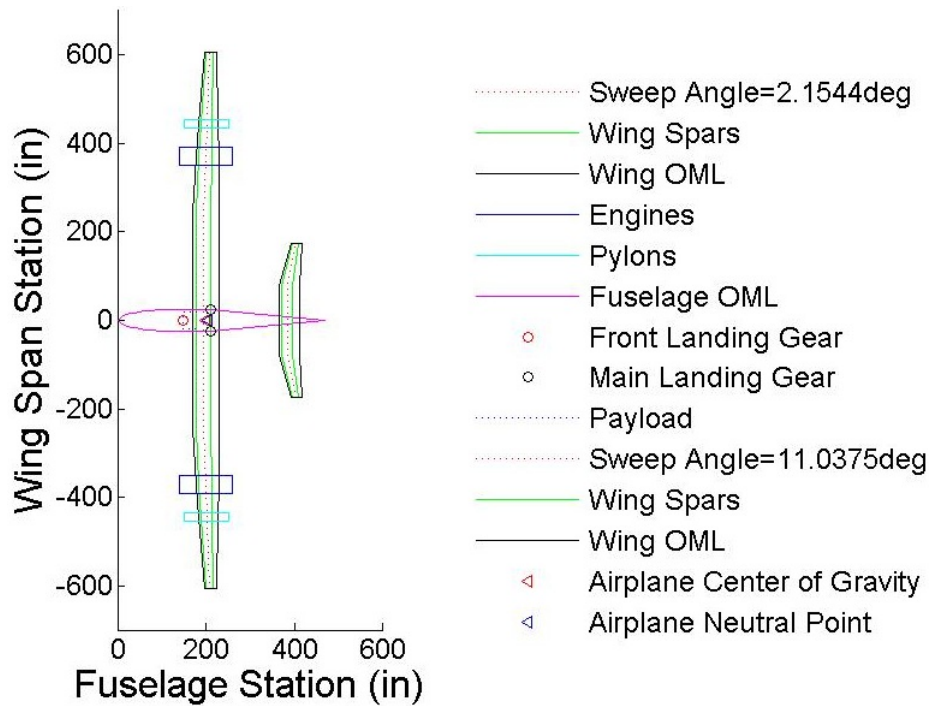 Wing Span Station (in)
600
400
200
0
-200
-400
-600
0 200 400 600
Fuselage Station (in)
Sweep Angle=2.1544deg
Wing Spars
Wing OML
Engines
Pylons
Fuselage OML
Front Landing Gear
Main Landing Gear
Payload
Sweep Angle=11.0375deg
Wing Spars
Wing OML
Airplane Center of Gravity
Airplane Neutral Point